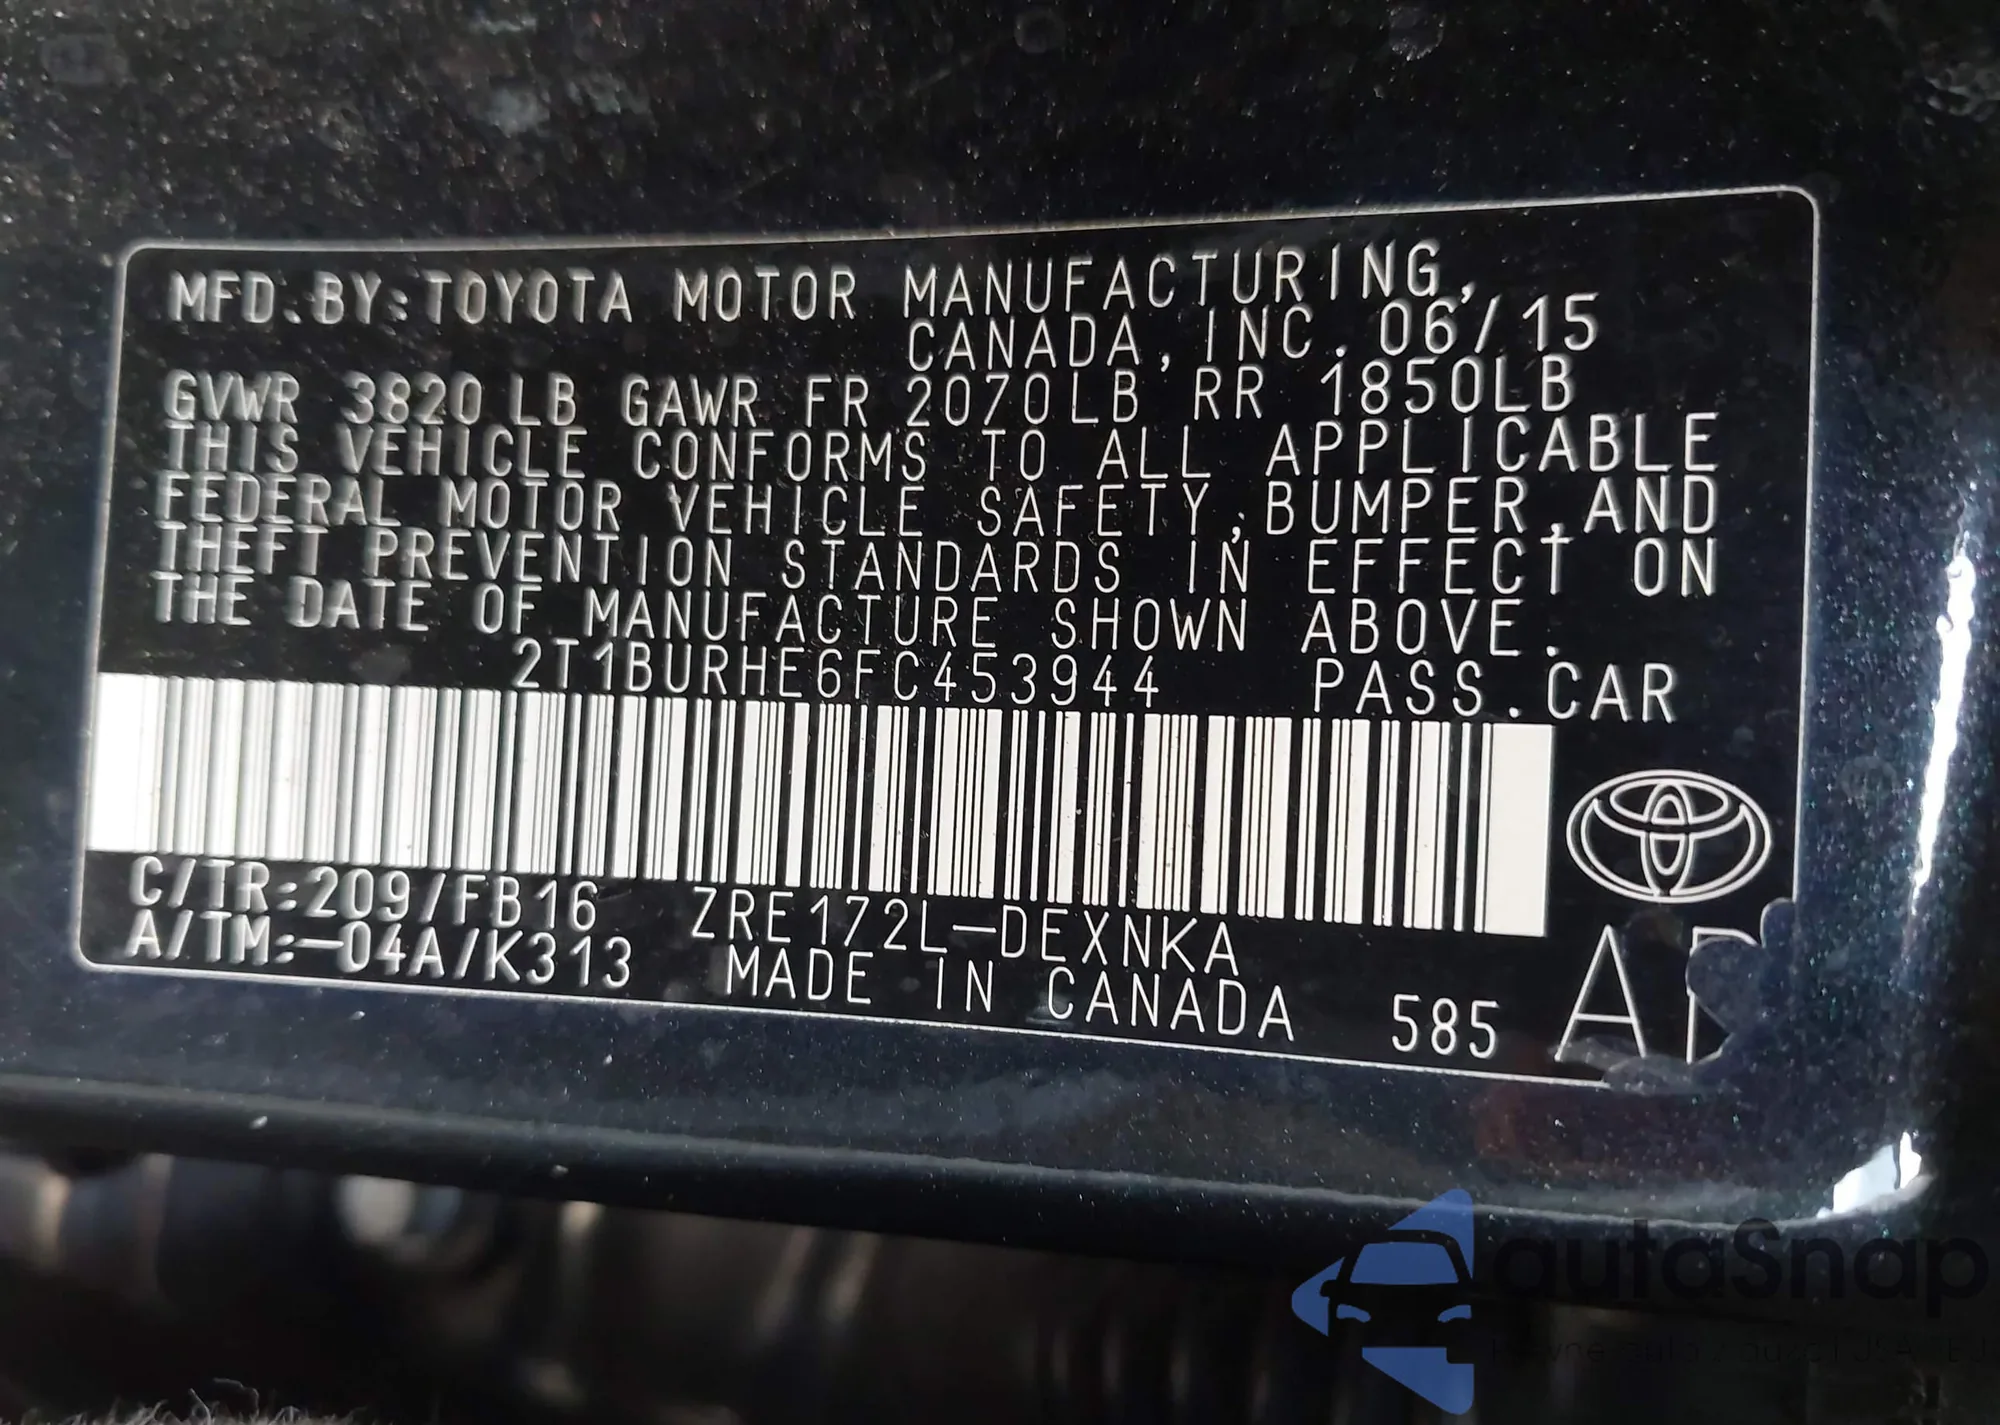 MFD.BY:TOYOTA MOTOR MANUFACTURING,
CANADA,INC. 06/15
GVWR 3820LB GAWR FR 2070LB RR 1850LB
THIS VEHICLE CONFORMS TO ALL APPLICABLE
FEDERAL MOTOR VEHICLE SAFETY,BUMPER,AND
THEFT PREVENTION STANDARDS IN EFFECT ON
THE DATE OF MANUFACTURE SHOWN ABOVE.
2T1BURHE6FC453944 PASS.CAR
C/TR:209/FB16 ZRE172L-DEXNKA
A/TM:-04A/K313 MADE IN CANADA 585
autaSnap